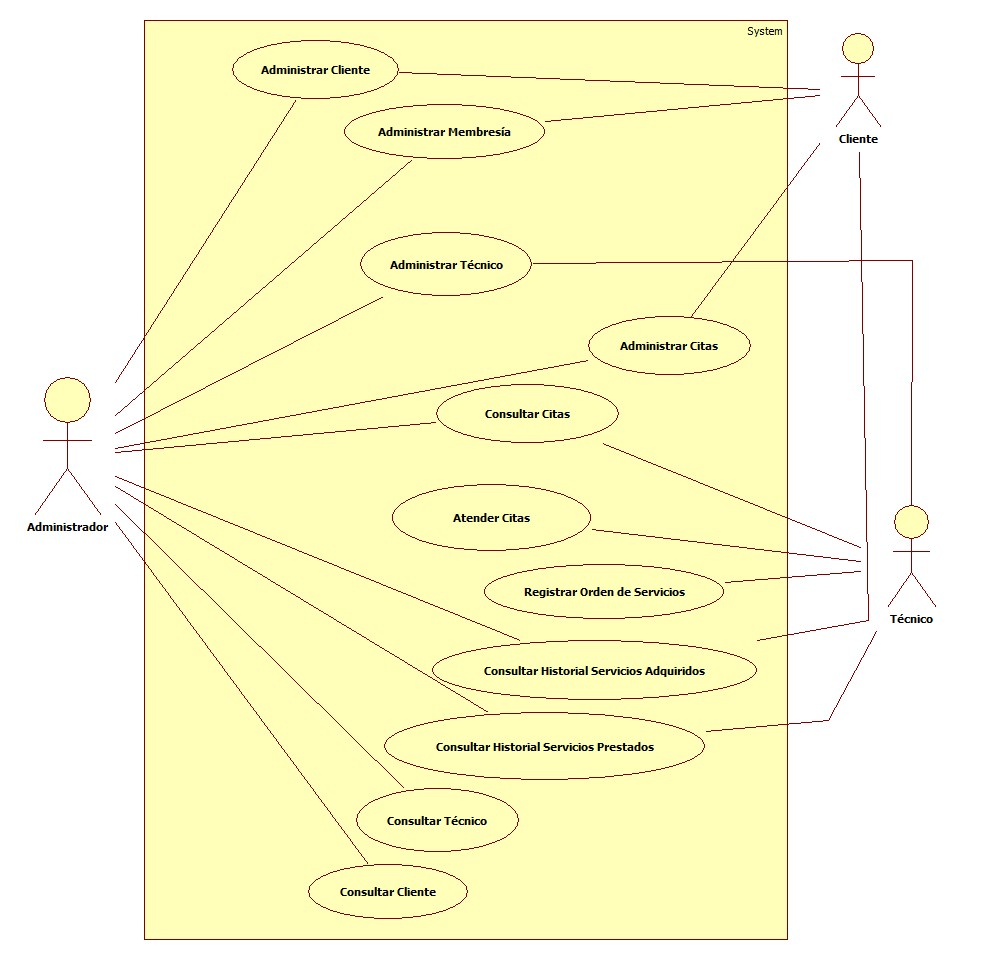 System
Administrar Cliente
Administrar Membresía
Cliente
Administrar Técnico
Administrar Citas
Consultar Citas
Atender Citas
Administrador
Registrar Orden de Servicios
Técnico
Consultar Historial Servicios Adquiridos
Consultar Historial Servicios Prestados
Consultar Técnico
Consultar Cliente